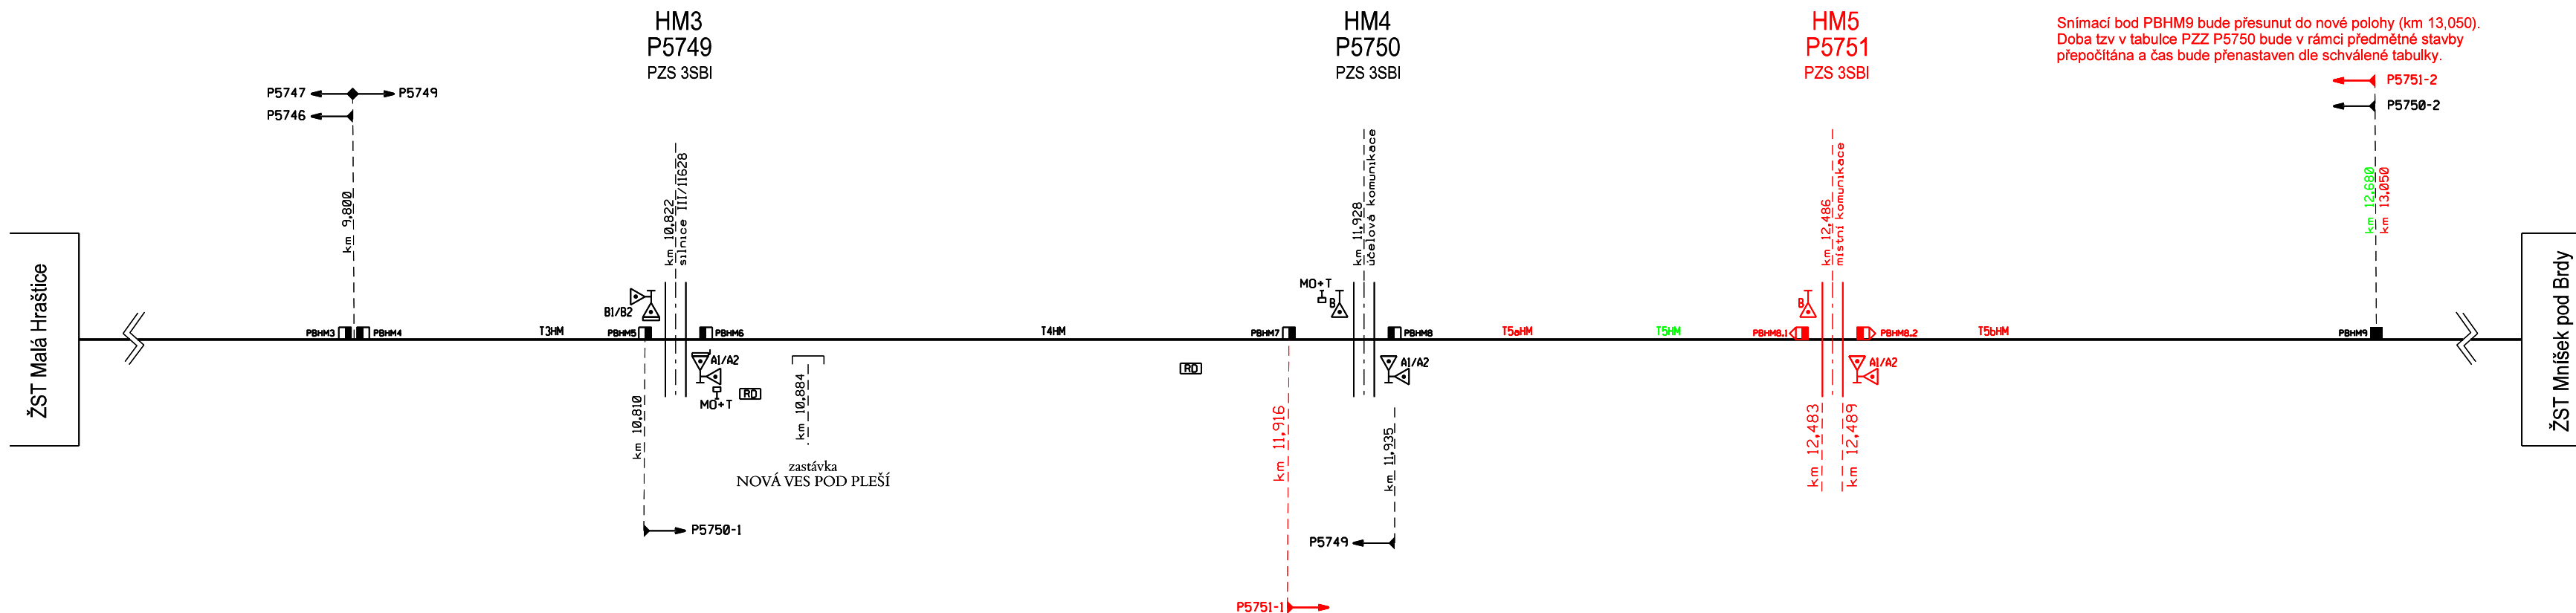 HM3
P5749
PZS 3SBI
HM4
P5750
PZS 3SBI
HM5
P5751
PZS 3SBI
Snímací bod PBHM9 bude přesunut do nové polohy (km 13,050).
Doba tzv v tabulce PZZ P5750 bude v rámci předmětné stavby
přepočítána a čas bude přenastaven dle schválené tabulky.
P5747
P5749
P5746
P5751-2
P5750-2
km 9,800
km 10,822
silnice III/11628
km 11,928
účelová komunikace
km 12,486
místní komunikace
km 12,680
km 13,050
ŽST Malá Hraštice
ŽST Mníšek pod Brdy
B1/B2
MO+T
B
B
PBHM3
PBHM4
T3HM
PBHM5
PBHM6
T4HM
PBHM7
PBHM8
T5aHM
T5HM
PBHM8.1
PBHM8.2
T5bHM
PBHM9
A1/A2
MO+T
RD
RD
A1/A2
A1/A2
km 10,810
km 10,884
km 11,916
km 11,935
km 12,483
km 12,489
zastávka
NOVÁ VES POD PLEŠÍ
P5750-1
P5749
P5751-1